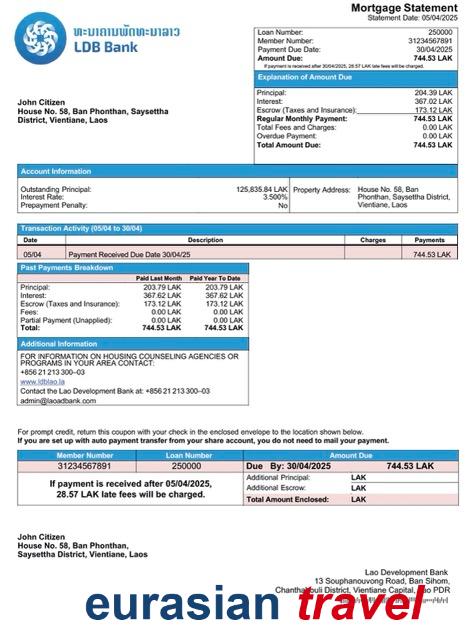 Mortgage Statement
Statement Date: 05/04/2025
ທະນາຄານພັດທະນາລາວ
LDB Bank
Loan Number: 250000
Member Number: 31234567891
Payment Due Date: 30/04/2025
Amount Due: 744.53 LAK
If payment is received after 30/04/2025, 28.57 LAK late fees will be charged.
John Citizen
House No. 58, Ban Phonthan, Saysettha
District, Vientiane, Laos
Explanation of Amount Due
Principal: 204.39 LAK
Interest: 367.02 LAK
Escrow (Taxes and Insurance): 173.12 LAK
Regular Monthly Payment: 744.53 LAK
Total Fees and Charges: 0.00 LAK
Overdue Payment: 0.00 LAK
Total Amount Due: 744.53 LAK
Account Information
Outstanding Principal: 125,835.84 LAK
Interest Rate: 3.500%
Prepayment Penalty: No
Property Address: House No. 58, Ban
Phonthan, Saysettha District,
Vientiane, Laos
Transaction Activity (05/04 to 30/04)
Date Description Charges Payments
05/04 Payment Received Due Date 30/04/25 744.53 LAK
Past Payments Breakdown
Paid Last Month Paid Year To Date
Principal: 203.79 LAK 203.79 LAK
Interest: 367.62 LAK 367.62 LAK
Escrow (Taxes and Insurance): 173.12 LAK 173.12 LAK
Fees: 0.00 LAK 0.00 LAK
Partial Payment (Unapplied): 0.00 LAK 0.00 LAK
Total: 744.53 LAK 744.53 LAK
Additional Information
FOR INFORMATION ON HOUSING COUNSELING AGENCIES OR
PROGRAMS IN YOUR AREA CONTACT:
+856 21 213 300–03
www.ldblao.la
Contact the Lao Development Bank at: +856 21 213 300–03
admin@laoadbank.com
For prompt credit, return this coupon with your check in the enclosed envelope to the location shown below.
If you are set up with auto payment transfer from your share account, you do not need to mail your payment.
Member Number Loan Number Amount Due
31234567891 250000 Due By: 30/04/2025 744.53 LAK
If payment is received after 05/04/2025,
28.57 LAK late fees will be charged.
Additional Principal: LAK
Additional Escrow: LAK
Total Amount Enclosed: LAK
John Citizen
House No. 58, Ban Phonthan,
Saysettha District, Vientiane, Laos
Lao Development Bank
13 Souphanouvong Road, Ban Sihom,
Chanthabouli District, Vientiane Capital, Lao PDR
eurasian travel